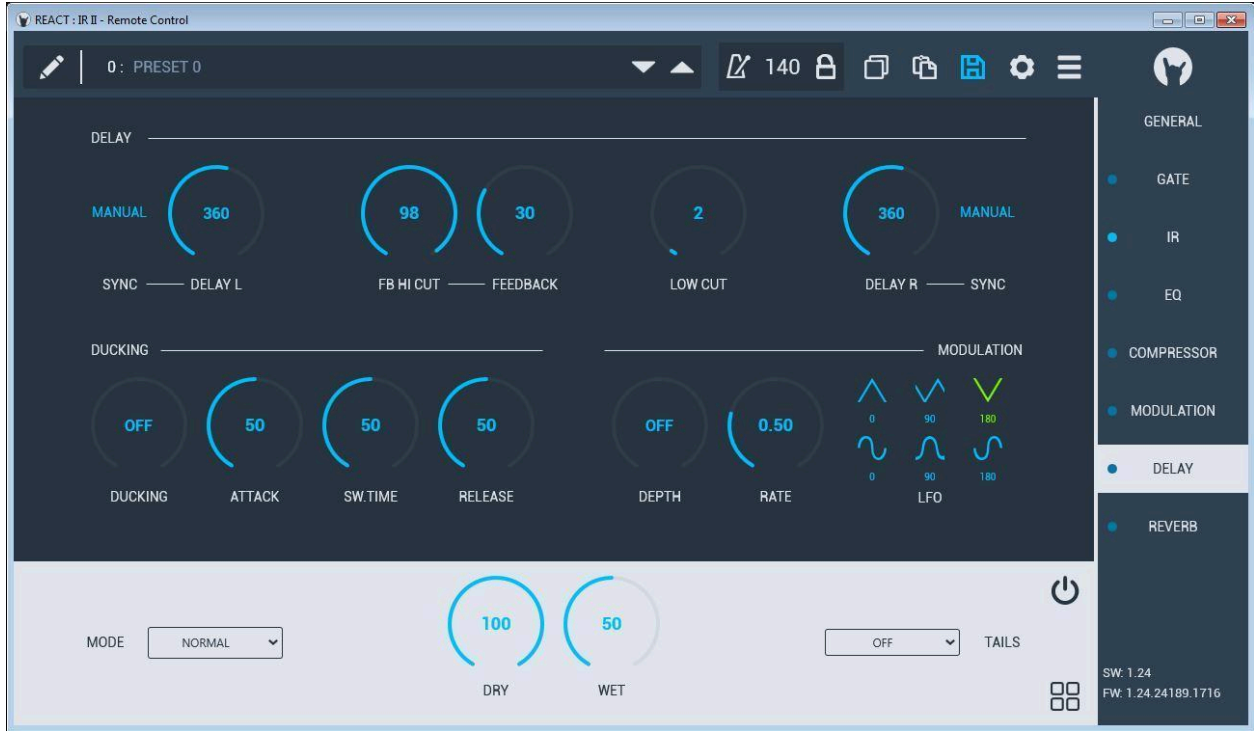 REACT : IR II - Remote Control
0 : PRESET 0
140
GENERAL
GATE
IR
EQ
COMPRESSOR
MODULATION
DELAY
REVERB
SW: 1.24
FW: 1.24.24189.1716
DELAY
MANUAL 360 98 30 2 360 MANUAL
SYNC DELAY L FB HI CUT FEEDBACK LOW CUT DELAY R SYNC
DUCKING MODULATION
OFF 50 50 50 OFF 0.50
0 90 180
0 90 180
DUCKING ATTACK SW.TIME RELEASE DEPTH RATE LFO
MODE NORMAL 100 50 OFF TAILS
DRY WET